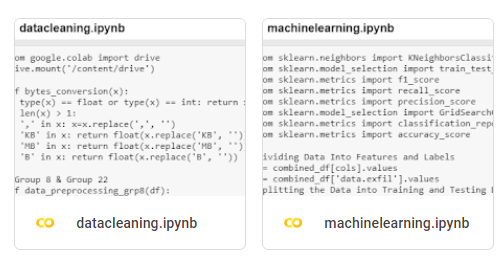 datacleaning.ipynb
om google.colab import drive
ive.mount('/content/drive')
f bytes_conversion(x):
type(x) == float or type(x) == int: return
len(x) > 1:
',' in x: x=x.replace(',', '')
'KB' in x: return float(x.replace('KB', '')
'MB' in x: return float(x.replace('MB', '')
'B' in x: return float(x.replace('B', ''))
Group 8 & Group 22
f data_preprocessing_grp8(df):
datacleaning.ipynb
machinelearning.ipynb
om sklearn.neighbors import KNeighborsClassi
om sklearn.model_selection import train_test_
om sklearn.metrics import f1_score
om sklearn.metrics import recall_score
om sklearn.metrics import precision_score
om sklearn.model_selection import GridSearch
om sklearn.metrics import classification_repo
om sklearn.metrics import accuracy_score
ividing Data Into Features and Labels
= combined_df[cols].values
= combined_df['data.exfil'].values
plitting the Data into Training and Testing
machinelearning.ipynb